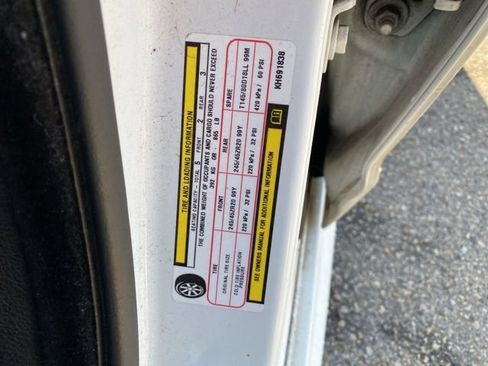 TIRE AND LOADING INFORMATION
SEATING CAPACITY - TOTAL 5 FRONT 2 REAR 3
THE COMBINED WEIGHT OF OCCUPANTS AND CARGO SHOULD NEVER EXCEED
392 KG OR 865 LB
TIRE FRONT REAR SPARE
ORIGINAL TIRE SIZE 245/45ZR20 99Y 245/45ZR20 99Y T145/80D18LL 99M
COLD TIRE INFLATION PRESSURE 220 kPa / 32 PSI 220 kPa / 32 PSI 420 kPa / 60 PSI
SEE OWNERS MANUAL FOR ADDITIONAL INFORMATION
KH691838